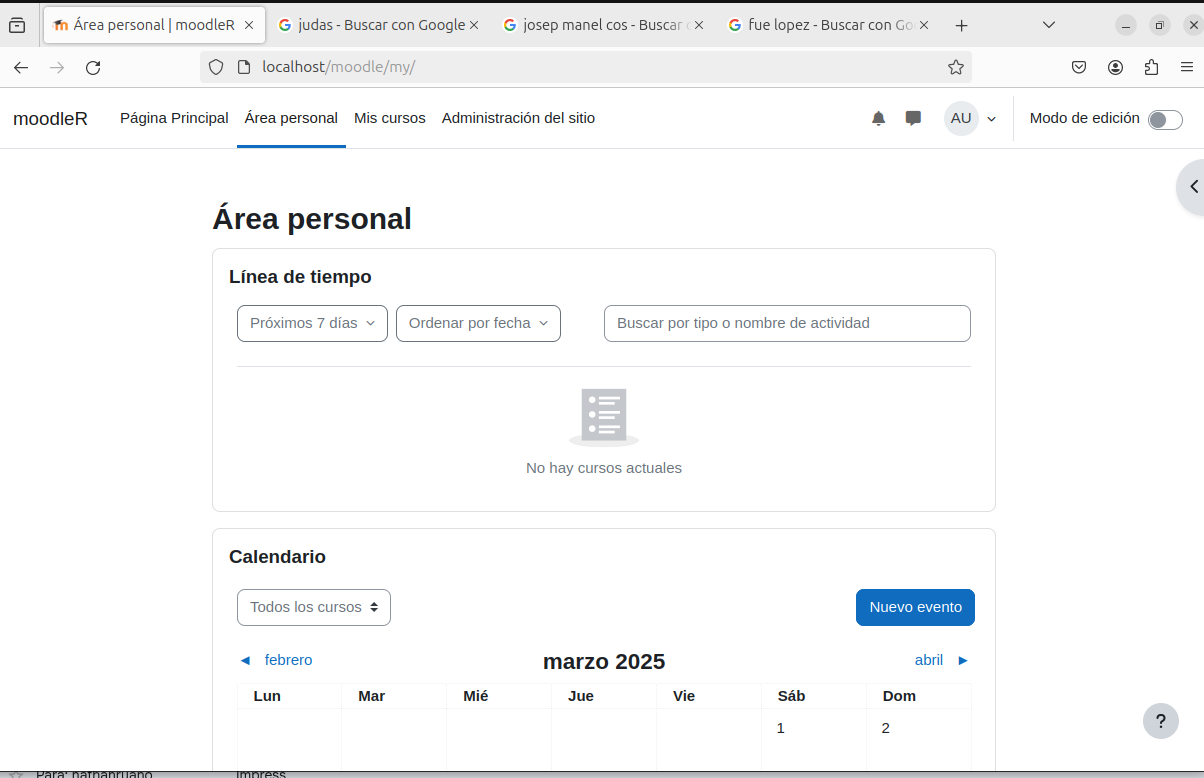 Área personal | moodleR
judas - Buscar con Google
josep manel cos - Buscar c
fue lopez - Buscar con Go
localhost/moodle/my/
moodleR Página Principal Área personal Mis cursos Administración del sitio AU Modo de edición
Área personal
Línea de tiempo
Próximos 7 días Ordenar por fecha Buscar por tipo o nombre de actividad
No hay cursos actuales
Calendario
Todos los cursos Nuevo evento
◄ febrero marzo 2025 abril ►
Lun Mar Mié Jue Vie Sáb Dom
1 2
?
Para: nathanruano Impress